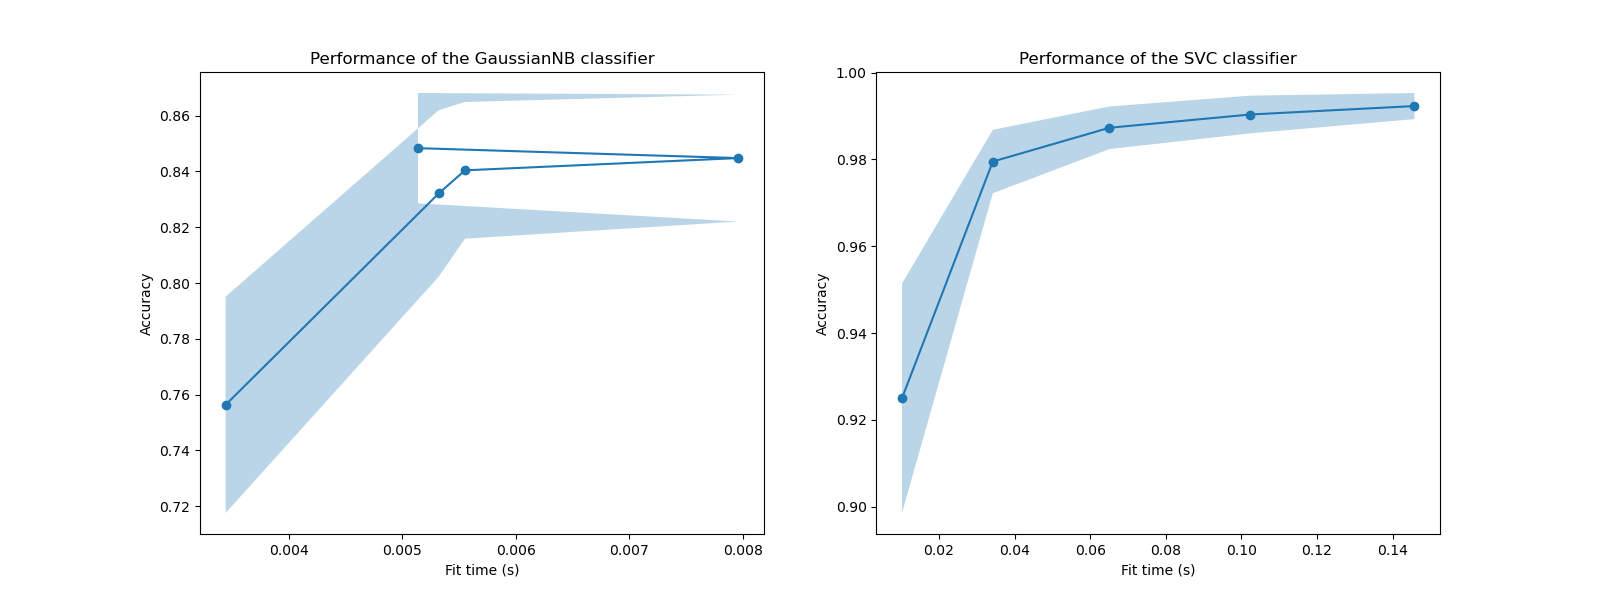 Performance of the GaussianNB classifier
0.86
0.84
0.82
0.80
0.78
0.76
0.74
0.72
Accuracy
0.004 0.005 0.006 0.007 0.008
Fit time (s)
Performance of the SVC classifier
1.00
0.98
0.96
0.94
0.92
0.90
Accuracy
0.02 0.04 0.06 0.08 0.10 0.12 0.14
Fit time (s)